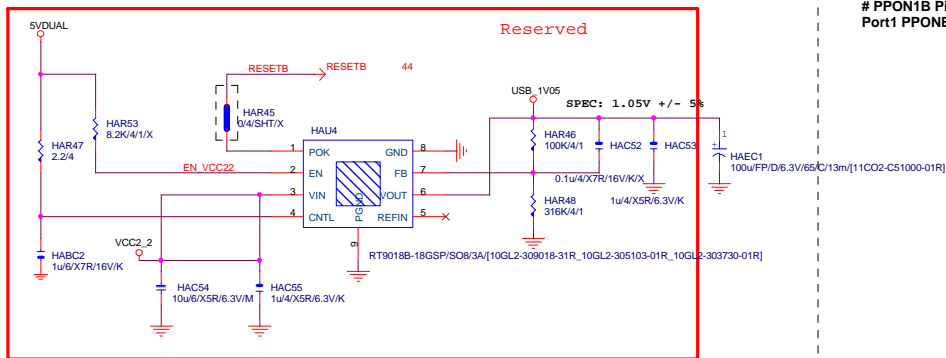 # PPON1B Pi
Port1 PPONE
5VDUAL
Reserved
RESETB
RESETB
44
USB_1V05
SPEC: 1.05V +/- 5%
HAR45
0/4/SHT/X
HAR53
8.2K/4/1/X
HAR47
2.2/4
HAU4
HAR46
100K/4/1
HAC52
HAC53
1
+
HAEC1
100u/FP/D/6.3V/65/C/13m/[11CO2-C51000-01R]
1
POK
GND
8
EN_VCC22
2
EN
FB
7
0.1u/4/X7R/16V/K/X
3
VIN
VOUT
6
1u/4/X5R/6.3V/K
4
CNTL
PGND
REFIN
5
HAR48
316K/4/1
9
VCC2_2
HABC2
1u/6/X7R/16V/K
RT9018B-18GSP/SO8/3A/[10GL2-309018-31R_10GL2-305103-01R_10GL2-303730-01R]
HAC54
10u/6/X5R/6.3V/M
HAC55
1u/4/X5R/6.3V/K